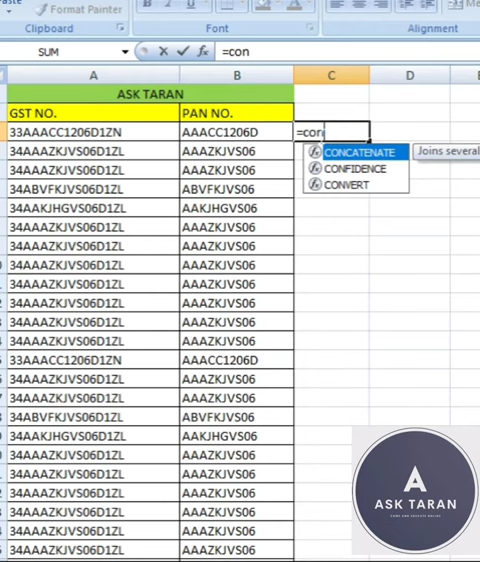 Format Painter
B U A
Clipboard Font Alignment
SUM fx =con
A B C D
ASK TARAN
GST NO. PAN NO.
33AAACC1206D1ZN AAACC1206D =con
34AAAZKJVS06D1ZL AAAZKJVS06 CONCATENATE Joins several
34AAAZKJVS06D1ZL AAAZKJVS06 CONFIDENCE
34ABVFKJVS06D1ZL ABVFKJVS06 CONVERT
34AAKJHGVS06D1ZL AAKJHGVS06
34AAAZKJVS06D1ZL AAAZKJVS06
34AAAZKJVS06D1ZL AAAZKJVS06
34AAAZKJVS06D1ZL AAAZKJVS06
34AAAZKJVS06D1ZL AAAZKJVS06
34AAAZKJVS06D1ZL AAAZKJVS06
34AAAZKJVS06D1ZL AAAZKJVS06
34AAAZKJVS06D1ZL AAAZKJVS06
33AAACC1206D1ZN AAACC1206D
34AAAZKJVS06D1ZL AAAZKJVS06
34AAAZKJVS06D1ZL AAAZKJVS06
34ABVFKJVS06D1ZL ABVFKJVS06
34AAKJHGVS06D1ZL AAKJHGVS06
34AAAZKJVS06D1ZL AAAZKJVS06
34AAAZKJVS06D1ZL AAAZKJVS06
34AAAZKJVS06D1ZL AAAZKJVS06
34AAAZKJVS06D1ZL AAAZKJVS06
34AAAZKJVS06D1ZL AAAZKJVS06
34AAAZKJVS06D1ZL AAAZKJVS06
A
ASK TARAN